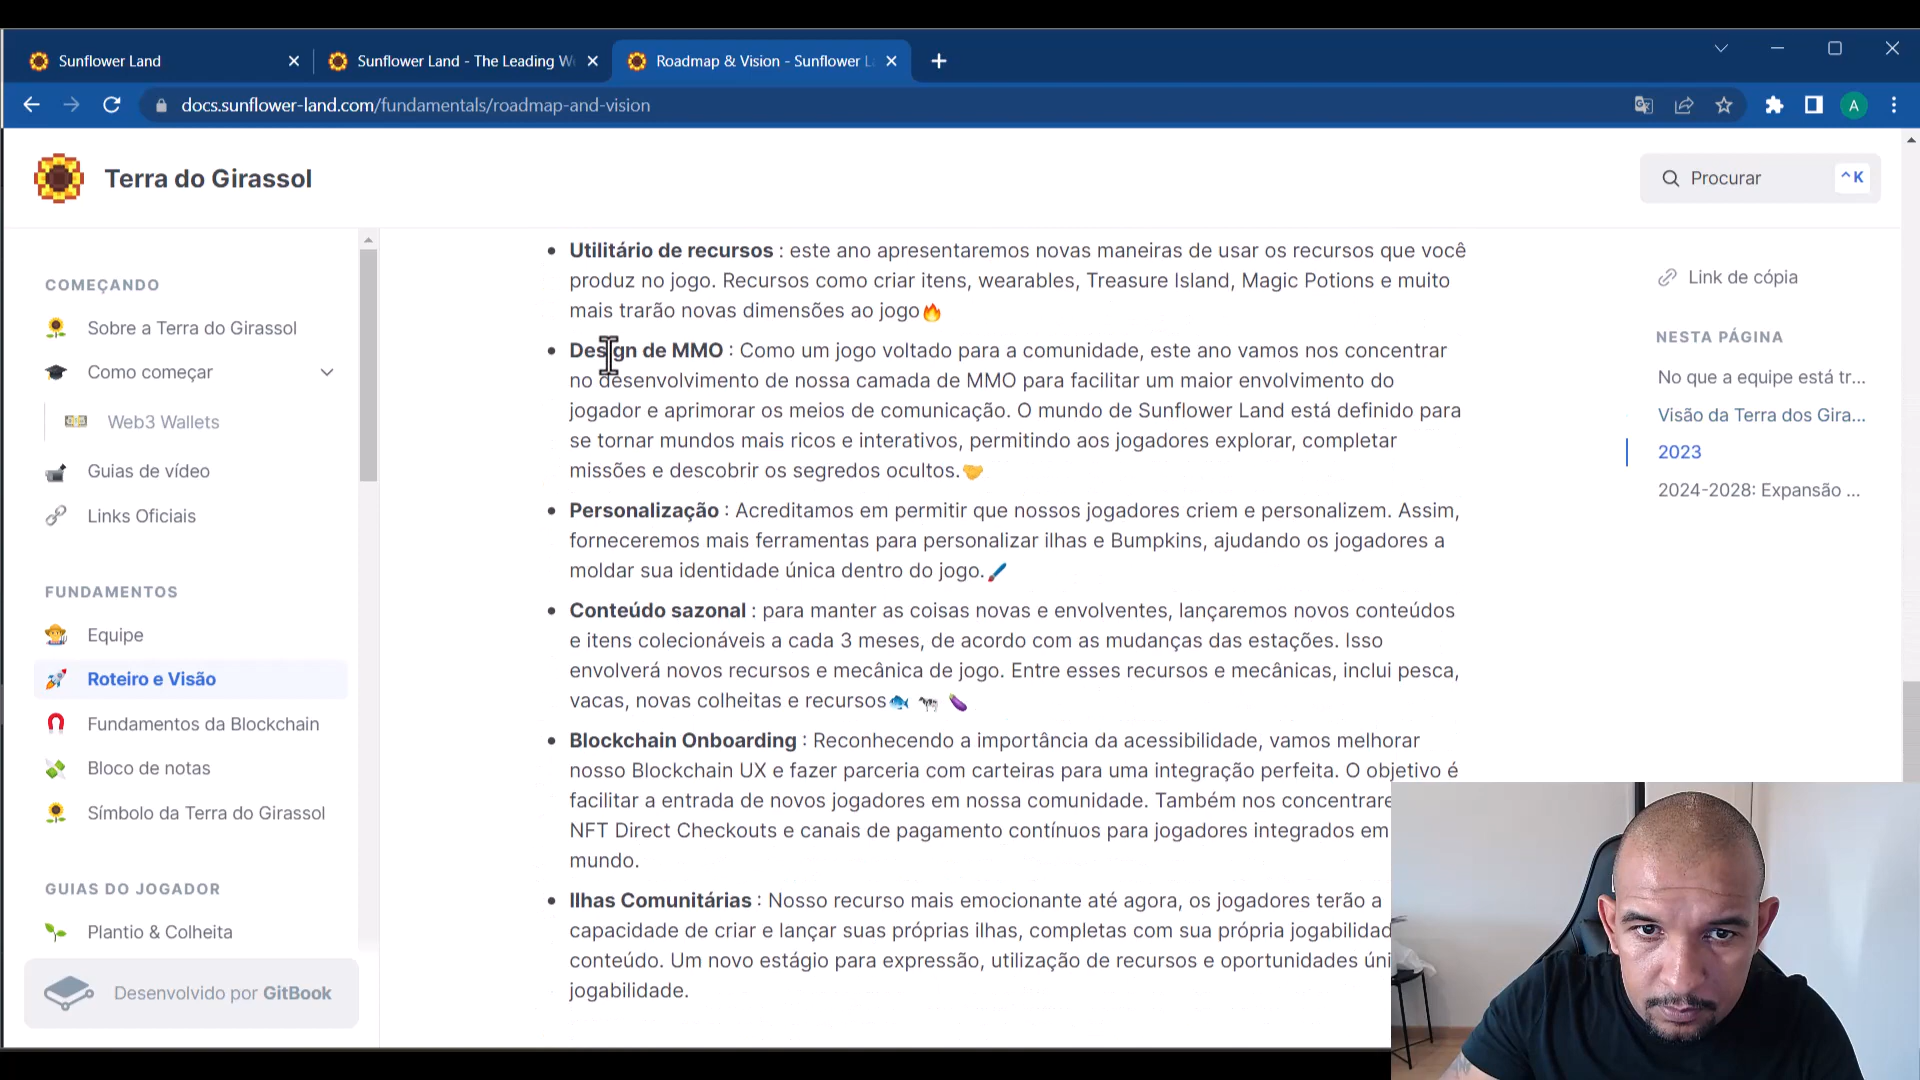 Sunflower Land
Sunflower Land - The Leading W
Roadmap & Vision - Sunflower L
docs.sunflower-land.com/fundamentals/roadmap-and-vision
A
Terra do Girassol
Procurar
^K
COMEÇANDO
Sobre a Terra do Girassol
Como começar
Web3 Wallets
Guias de vídeo
Links Oficiais
FUNDAMENTOS
Equipe
Roteiro e Visão
Fundamentos da Blockchain
Bloco de notas
Símbolo da Terra do Girassol
GUIAS DO JOGADOR
Plantio & Colheita
Desenvolvido por GitBook
• Utilitário de recursos : este ano apresentaremos novas maneiras de usar os recursos que você
produz no jogo. Recursos como criar itens, wearables, Treasure Island, Magic Potions e muito
mais trarão novas dimensões ao jogo🔥
• Design de MMO : Como um jogo voltado para a comunidade, este ano vamos nos concentrar
no desenvolvimento de nossa camada de MMO para facilitar um maior envolvimento do
jogador e aprimorar os meios de comunicação. O mundo de Sunflower Land está definido para
se tornar mundos mais ricos e interativos, permitindo aos jogadores explorar, completar
missões e descobrir os segredos ocultos.🤝
• Personalização : Acreditamos em permitir que nossos jogadores criem e personalizem. Assim,
forneceremos mais ferramentas para personalizar ilhas e Bumpkins, ajudando os jogadores a
moldar sua identidade única dentro do jogo.🖌️
• Conteúdo sazonal : para manter as coisas novas e envolventes, lançaremos novos conteúdos
e itens colecionáveis a cada 3 meses, de acordo com as mudanças das estações. Isso
envolverá novos recursos e mecânica de jogo. Entre esses recursos e mecânicas, inclui pesca,
vacas, novas colheitas e recursos🐟 🐄 🍆
• Blockchain Onboarding : Reconhecendo a importância da acessibilidade, vamos melhorar
nosso Blockchain UX e fazer parceria com carteiras para uma integração perfeita. O objetivo é
facilitar a entrada de novos jogadores em nossa comunidade. Também nos concentrare
NFT Direct Checkouts e canais de pagamento contínuos para jogadores integrados em
mundo.
• Ilhas Comunitárias : Nosso recurso mais emocionante até agora, os jogadores terão a
capacidade de criar e lançar suas próprias ilhas, completas com sua própria jogabilidad
conteúdo. Um novo estágio para expressão, utilização de recursos e oportunidades úni
jogabilidade.
Link de cópia
NESTA PÁGINA
No que a equipe está tr...
Visão da Terra dos Gira...
2023
2024-2028: Expansão ...